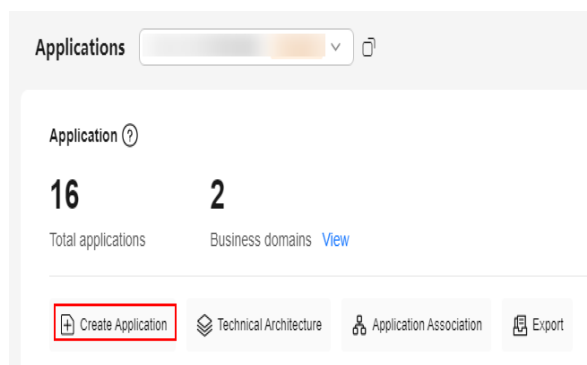 Applications
Application
16
2
Total applications
Business domains View
Create Application
Technical Architecture
Application Association
Export